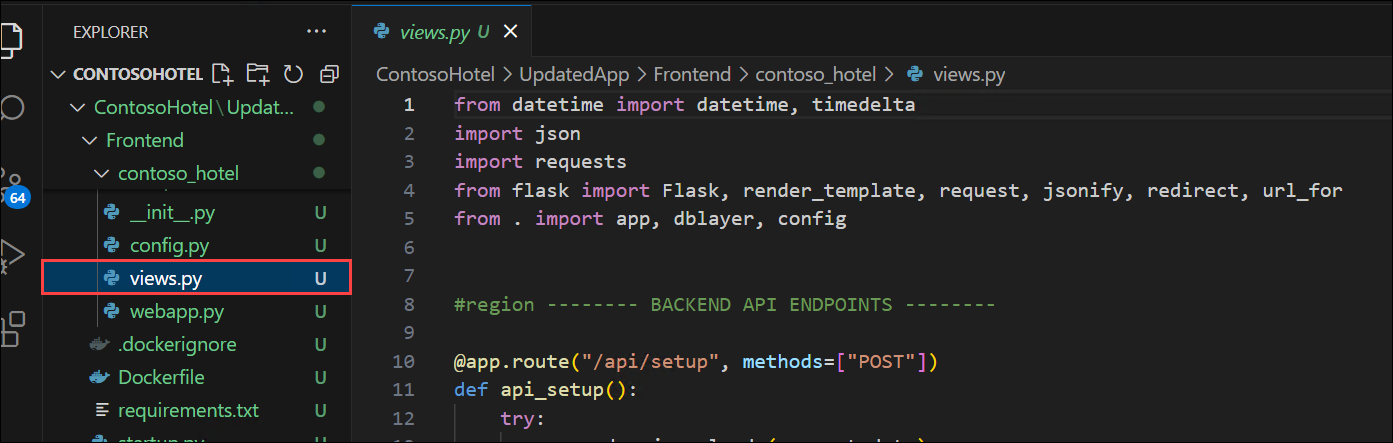 EXPLORER ...
CONTOSOHOTEL
ContosoHotel\Updat...
Frontend
contoso_hotel
__init__.py U
config.py U
views.py U
webapp.py U
.dockerignore U
Dockerfile U
requirements.txt U
startup.py U
64
views.py U
ContosoHotel > UpdatedApp > Frontend > contoso_hotel > views.py
1 from datetime import datetime, timedelta
2 import json
3 import requests
4 from flask import Flask, render_template, request, jsonify, redirect, url_for
5 from . import app, dblayer, config
6
7
8 #region -------- BACKEND API ENDPOINTS --------
9
10 @app.route("/api/setup", methods=["POST"])
11 def api_setup():
12 try: